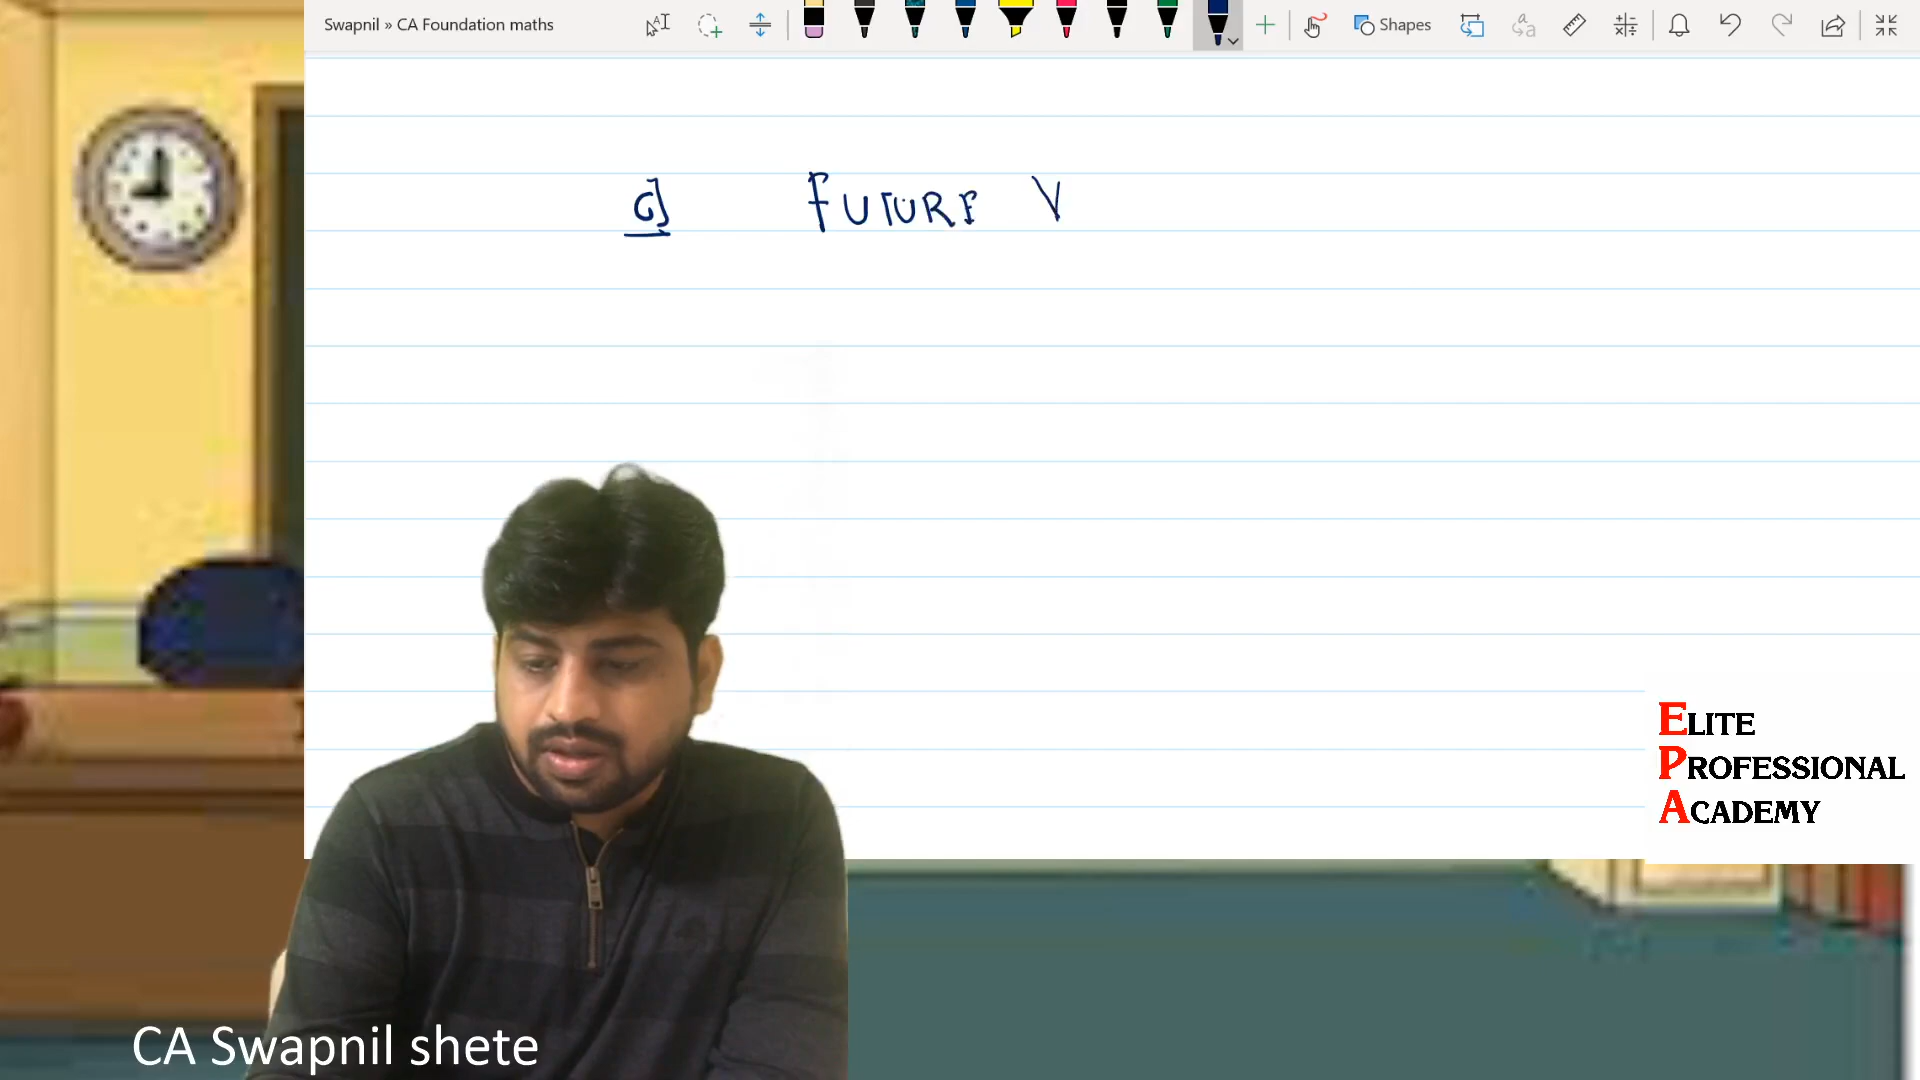 Swapnil » CA Foundation maths
Shapes
C] FUTURE V
ELITE
PROFESSIONAL
ACADEMY
CA Swapnil shete